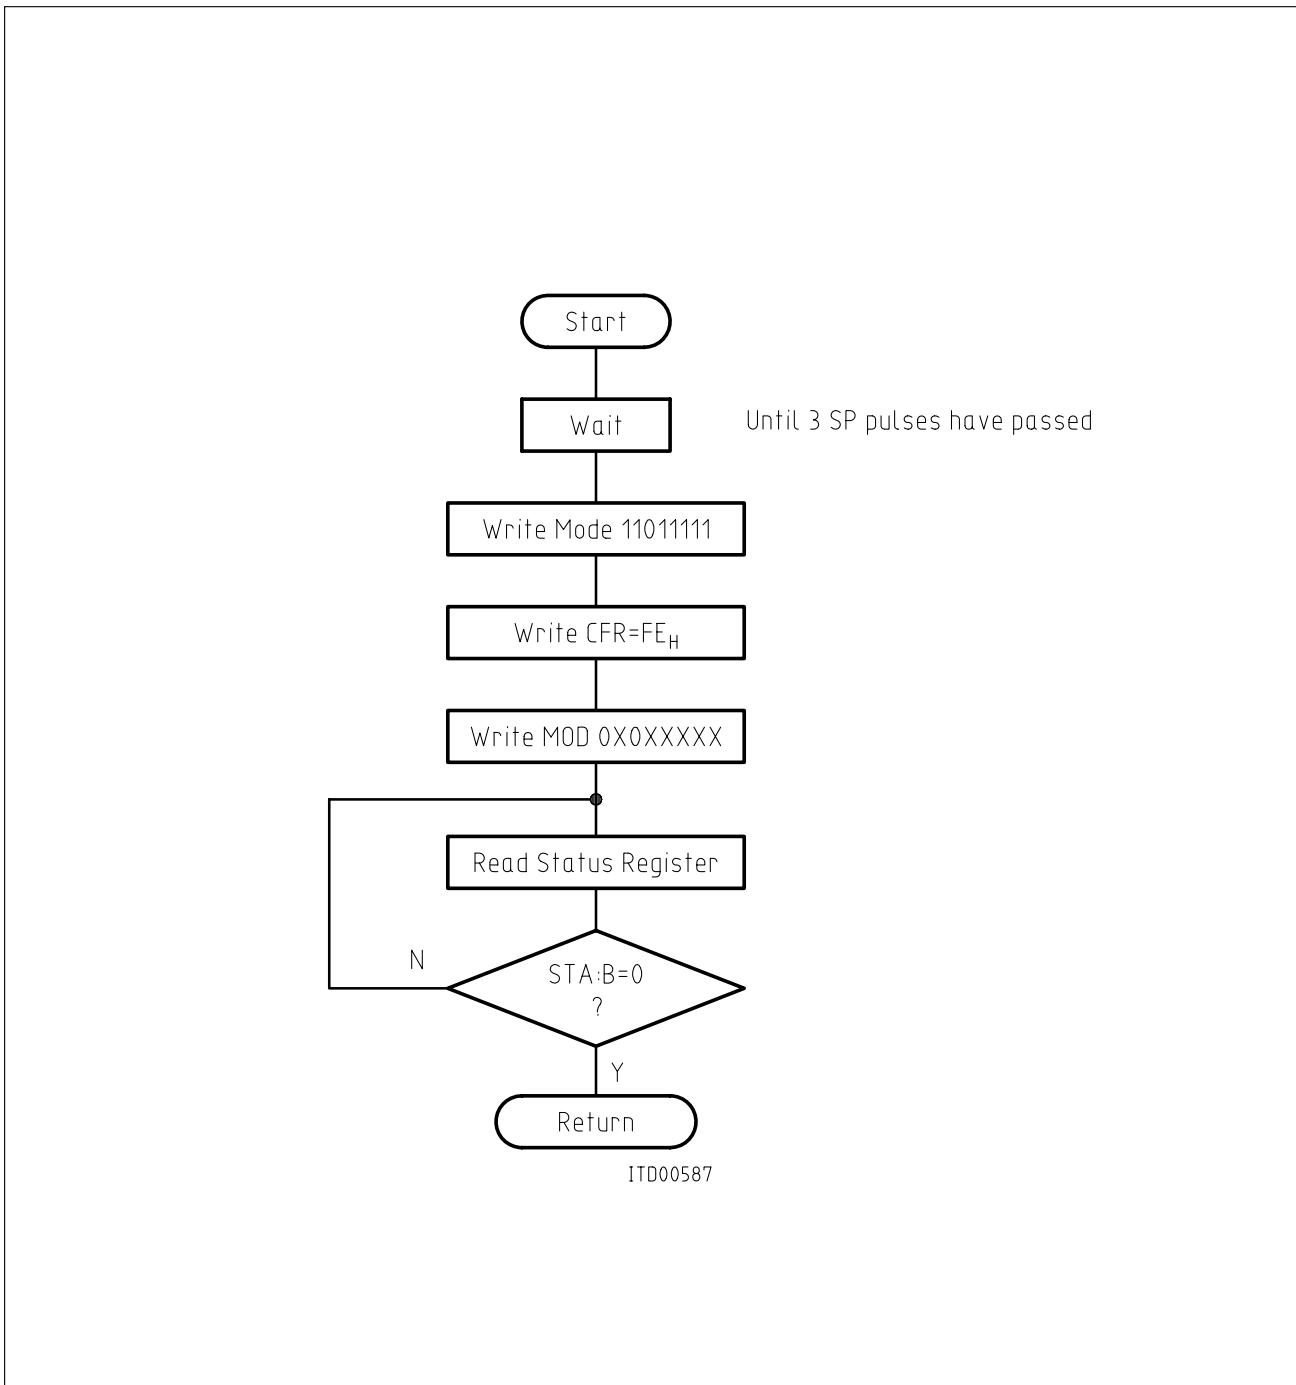 Start
Wait
Until 3 SP pulses have passed
Write Mode 11011111
Write CFR=FE_H
Write MOD 0X0XXXXX
Read Status Register
N
STA:B=0
?
Y
Return
ITD00587